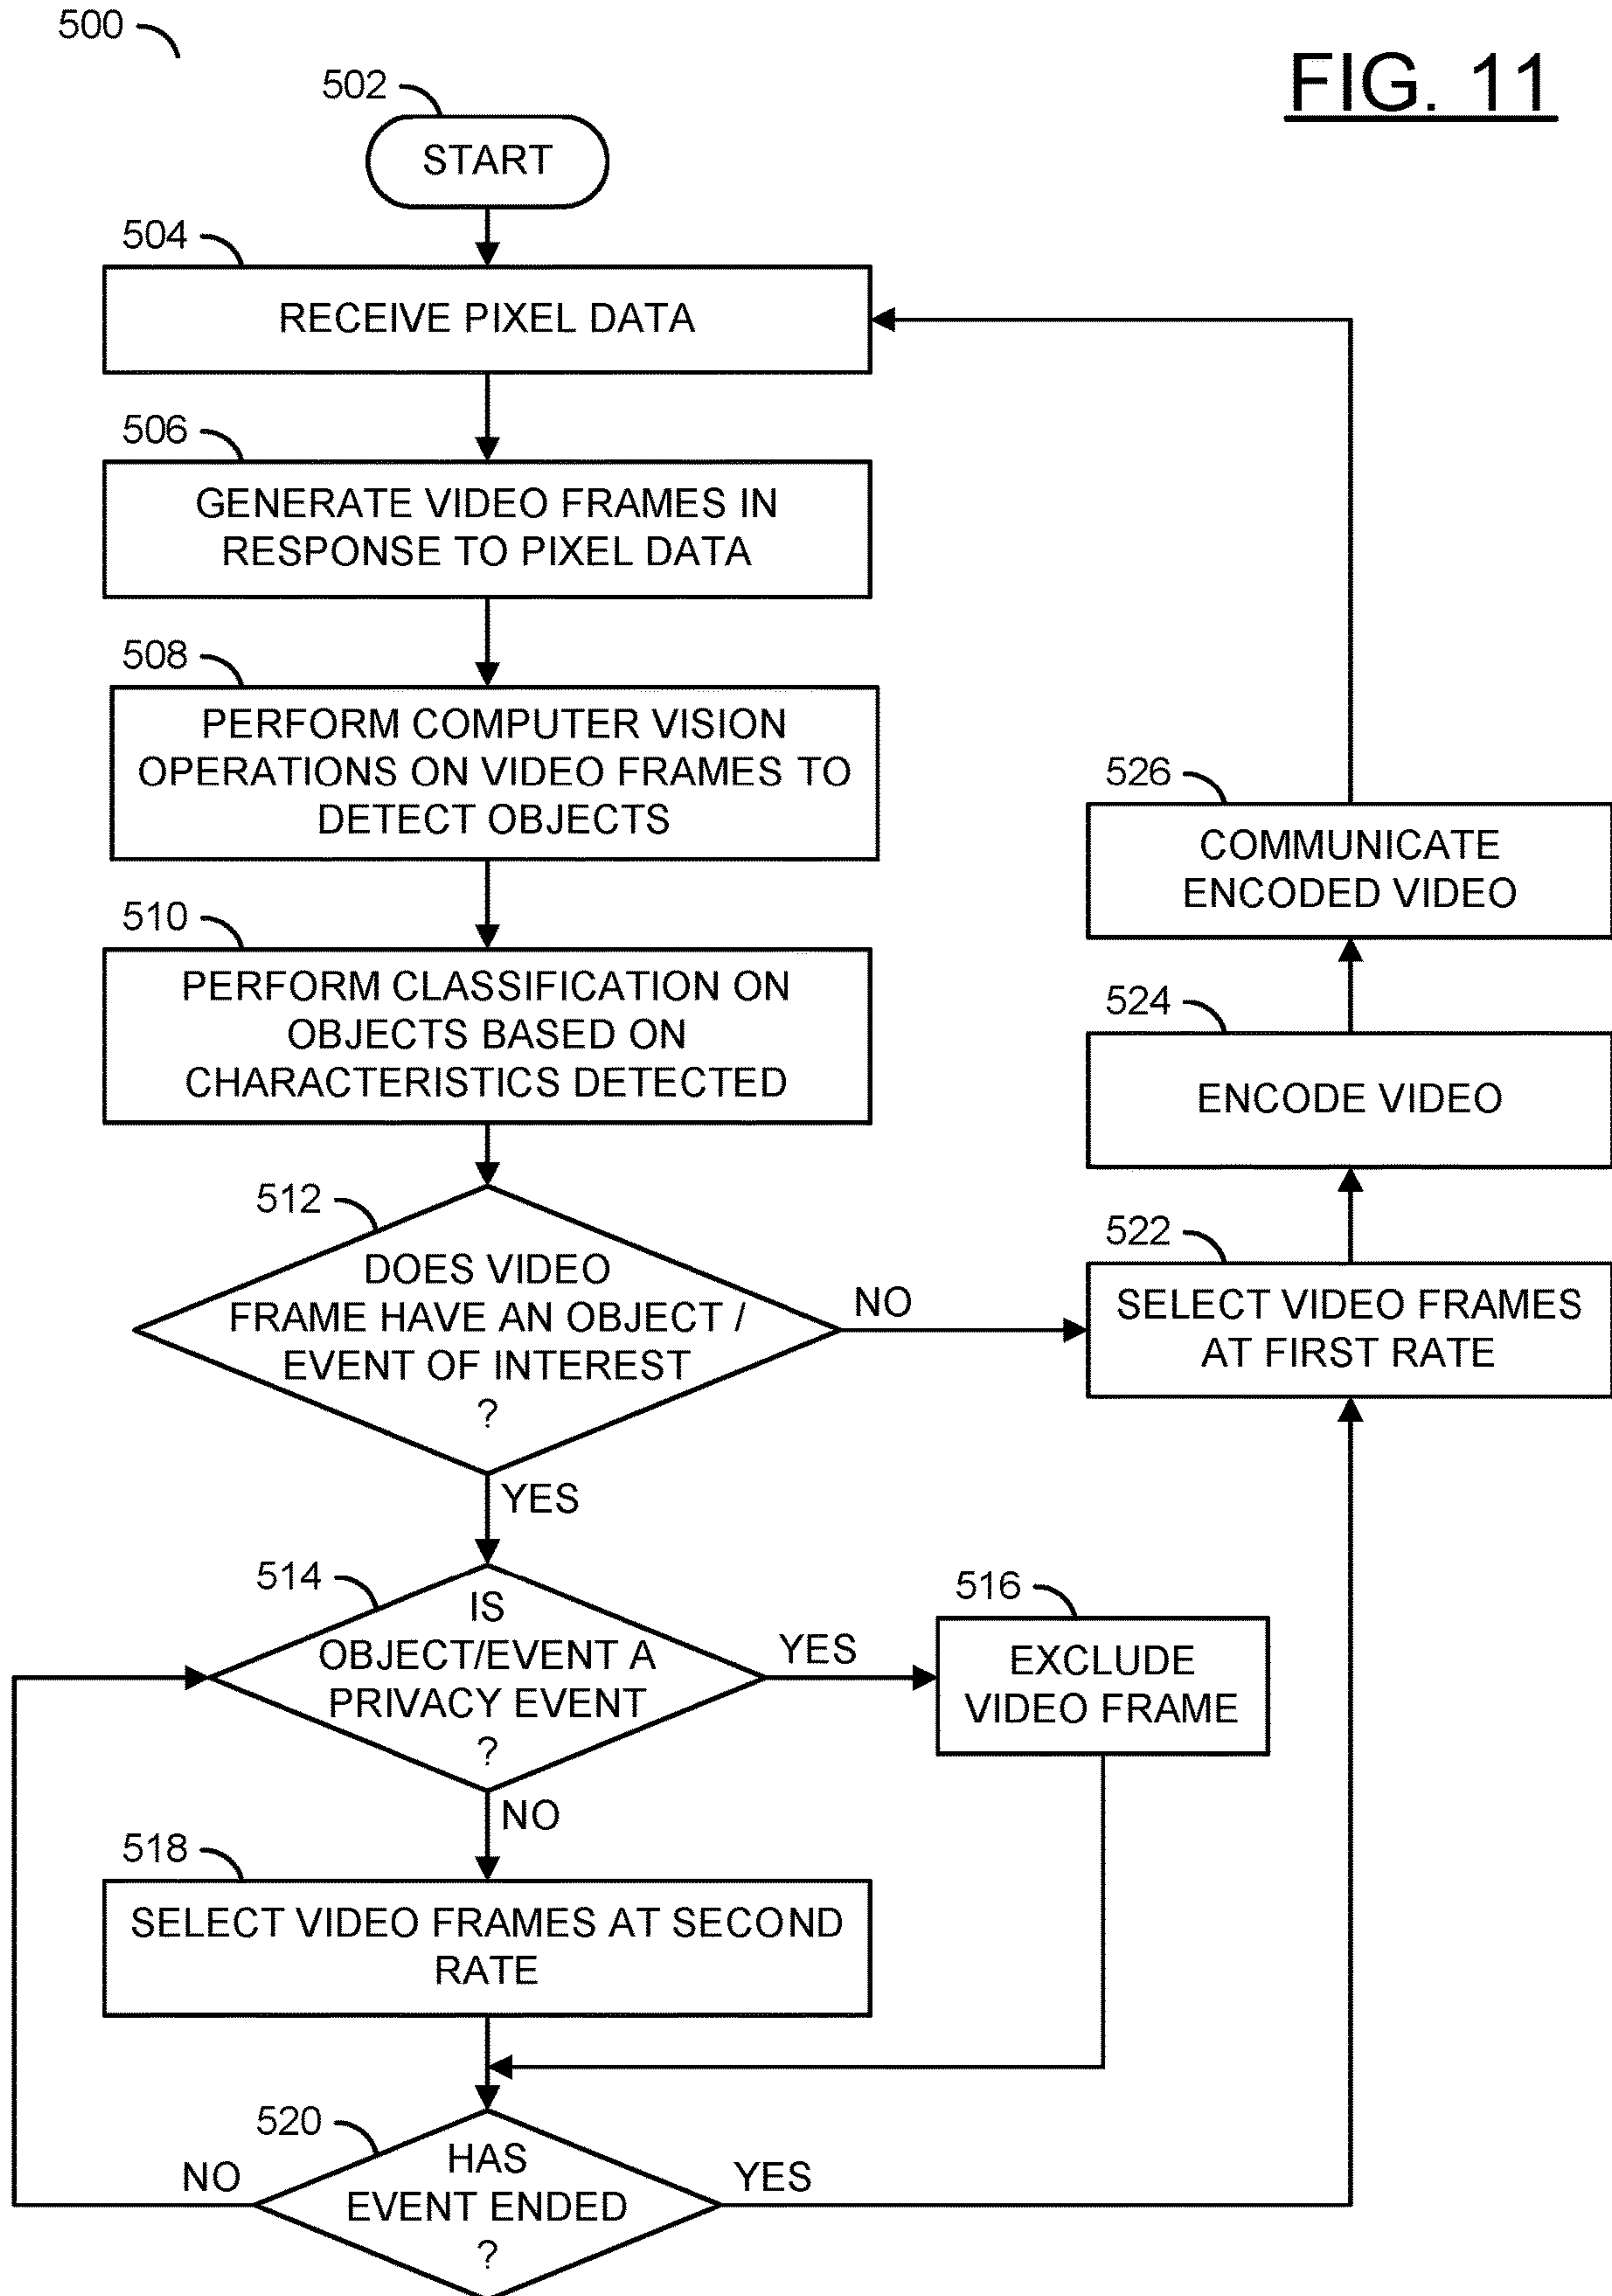 500
FIG. 11
502
START
504
RECEIVE PIXEL DATA
506
GENERATE VIDEO FRAMES IN
RESPONSE TO PIXEL DATA
508
PERFORM COMPUTER VISION
OPERATIONS ON VIDEO FRAMES TO
DETECT OBJECTS
510
PERFORM CLASSIFICATION ON
OBJECTS BASED ON
CHARACTERISTICS DETECTED
512
DOES VIDEO
FRAME HAVE AN OBJECT /
EVENT OF INTEREST
?
NO
YES
514
IS
OBJECT/EVENT A
PRIVACY EVENT
?
YES
NO
516
EXCLUDE
VIDEO FRAME
518
SELECT VIDEO FRAMES AT SECOND
RATE
520
HAS
EVENT ENDED
?
NO
YES
522
SELECT VIDEO FRAMES
AT FIRST RATE
524
ENCODE VIDEO
526
COMMUNICATE
ENCODED VIDEO